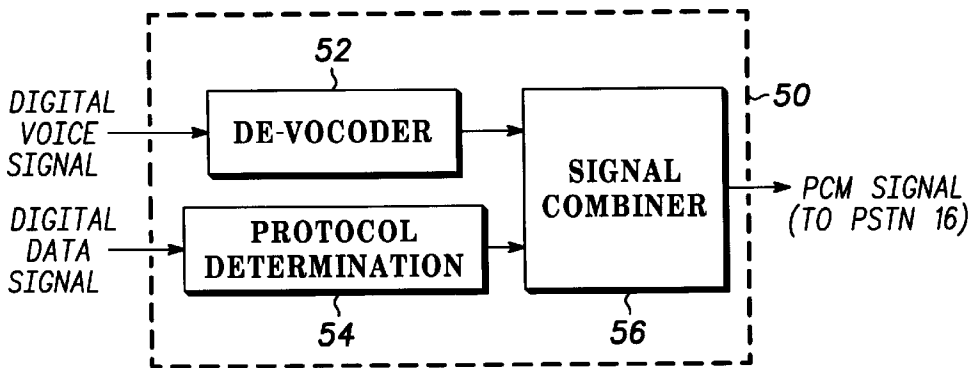 52
50
DIGITAL
VOICE
SIGNAL
DE-VOCODER
SIGNAL
COMBINER
PCM SIGNAL
(TO PSTN 16)
DIGITAL
DATA
SIGNAL
PROTOCOL
DETERMINATION
54
56